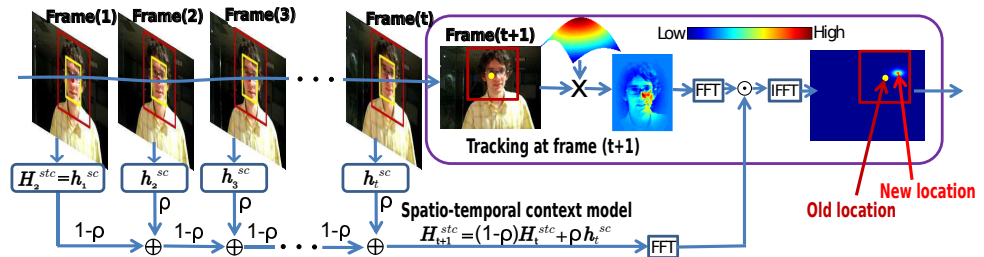 Frame(1)
Frame(2)
Frame(3)
Frame(t)
Frame(t+1)
Low
High
X
FFT
IFFT
Tracking at frame (t+1)
H₂ˢᵗᶜ=h₁ˢᶜ
h₂ˢᶜ
h₃ˢᶜ
hₜˢᶜ
New location
Old location
ρ
ρ
ρ
Spatio-temporal context model
1-ρ
1-ρ
1-ρ
1-ρ
Hₜ₊₁ˢᵗᶜ=(1-ρ)Hₜˢᵗᶜ+ρhₜˢᶜ
FFT